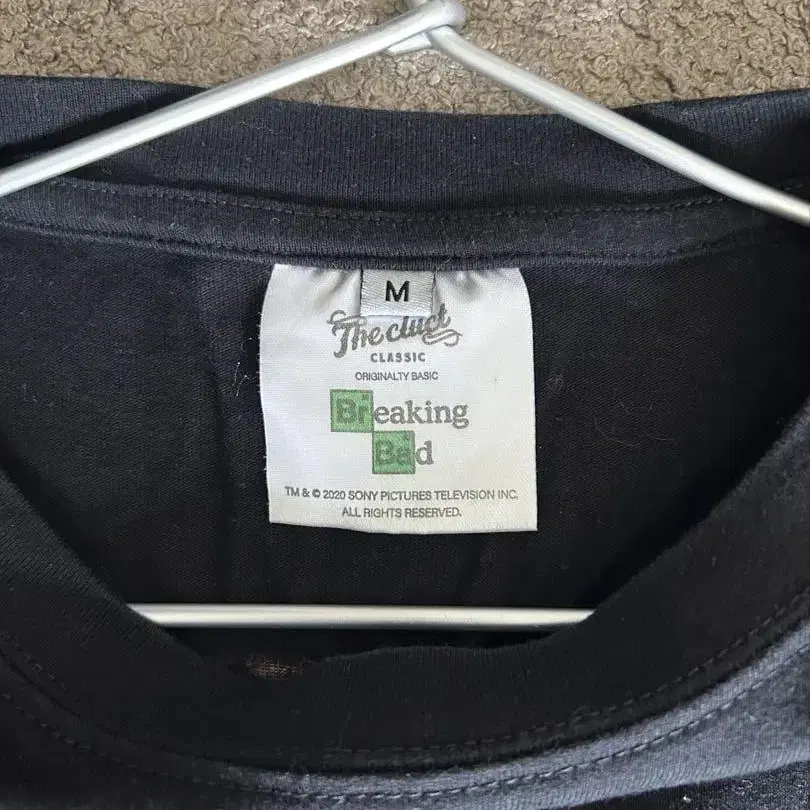 M
The cluct
CLASSIC
ORIGINALTY BASIC
Breaking
Bad
TM & © 2020 SONY PICTURES TELEVISION INC.
ALL RIGHTS RESERVED.